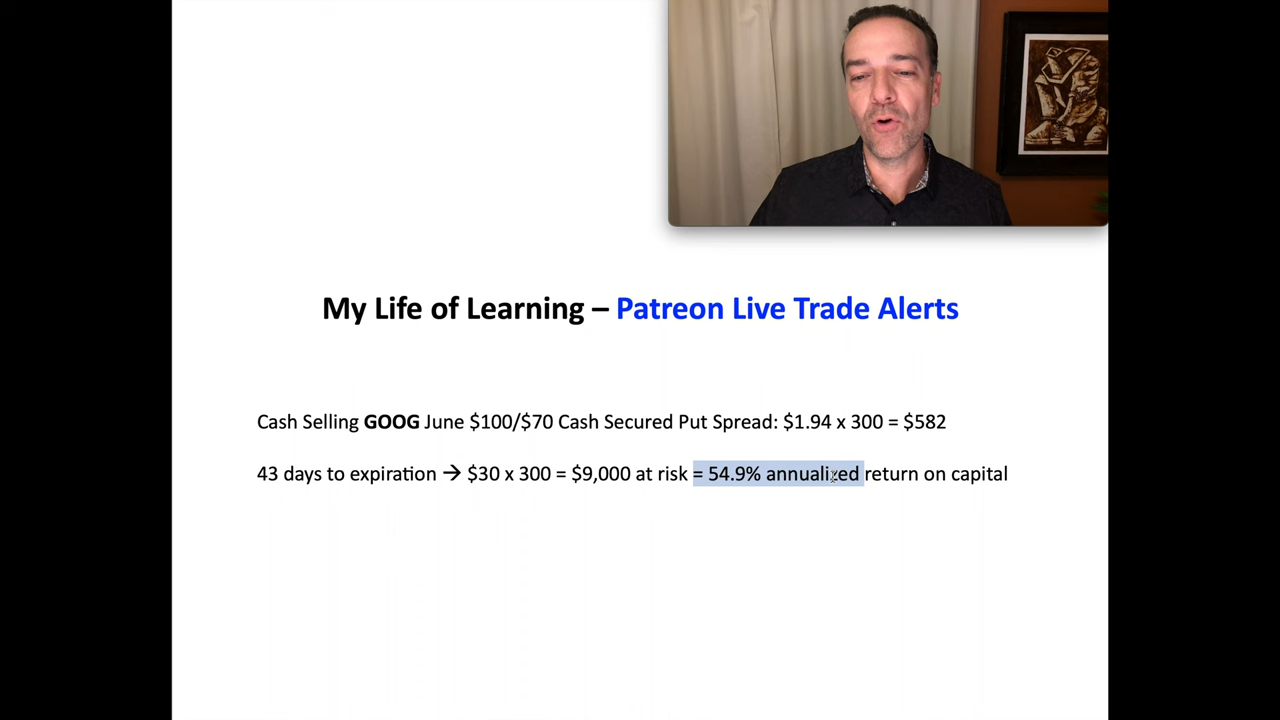 My Life of Learning – Patreon Live Trade Alerts
Cash Selling GOOG June $100/$70 Cash Secured Put Spread: $1.94 x 300 = $582
43 days to expiration → $30 x 300 = $9,000 at risk = 54.9% annualized return on capital